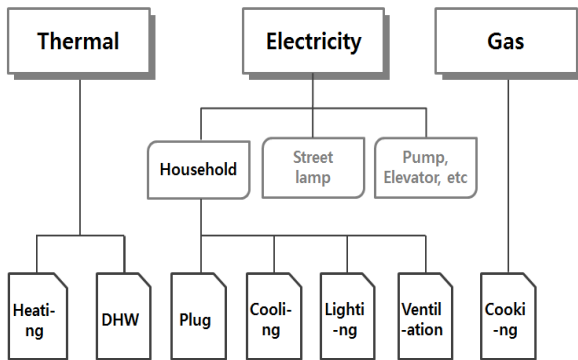 Thermal
Electricity
Gas
Household
Street
lamp
Pump,
Elevator, etc
Heati-
ng
DHW
Plug
Cooli-
ng
Lighti
-ng
Ventil
-ation
Cooki
-ng